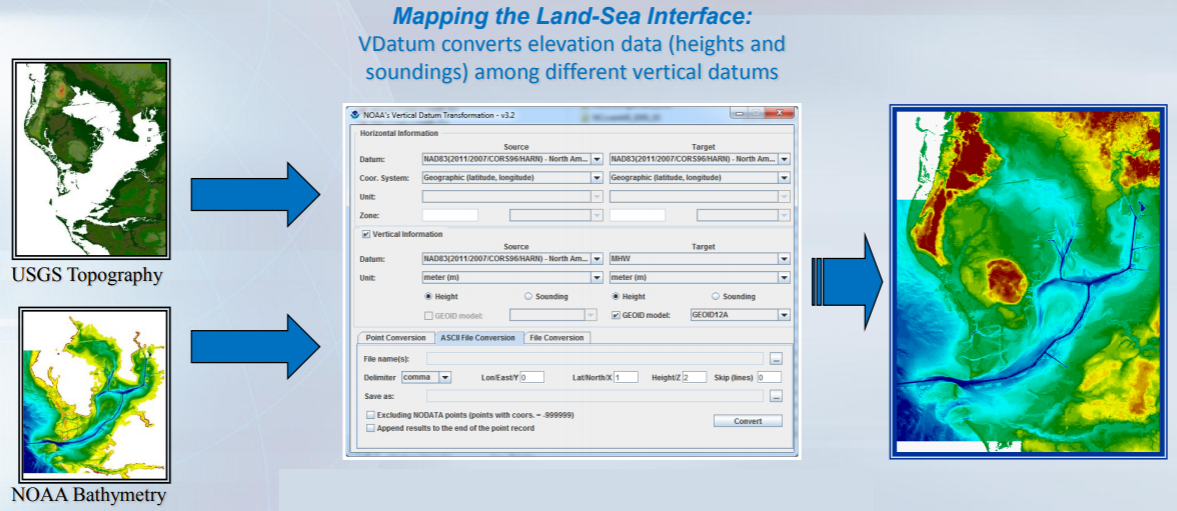 Mapping the Land-Sea Interface:
VDatum converts elevation data (heights and
soundings) among different vertical datums
USGS Topography
NOAA Bathymetry
NOAA's Vertical Datum Transformation - v3.2
Horizontal Information
Source Target
Datum: NAD83(2011/2007/CORS96/HARN) - North Am... NAD83(2011/2007/CORS96/HARN) - North Am...
Coor. System: Geographic (latitude, longitude) Geographic (latitude, longitude)
Unit:
Zone:
Vertical Information
Source Target
Datum: NAD83(2011/2007/CORS96/HARN) - North Am... MHW
Unit: meter (m) meter (m)
Height Sounding Height Sounding
GEOID model: GEOID model: GEOID12A
Point Conversion ASCII File Conversion File Conversion
File name(s): ...
Delimiter comma Lon/East/Y 0 Lat/North/X 1 Height/Z 2 Skip (lines) 0
Save as: ...
Excluding NODATA points (points with coors. = -999999)
Convert
Append results to the end of the point record